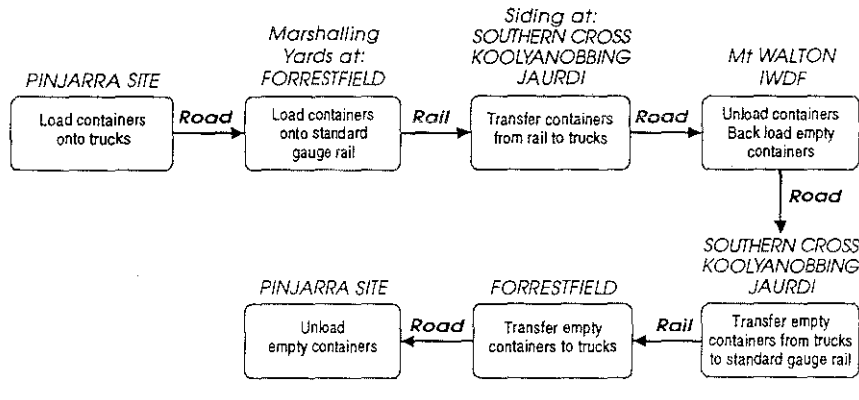 PINJARRA SITE
Load containers
onto trucks
Road
Marshalling
Yards at:
FORRESTFIELD
Load containers
onto standard
gauge rail
Rail
Siding at:
SOUTHERN CROSS
KOOLYANOBBING
JAURDI
Transfer containers
from rail to trucks
Road
Mt WALTON
IWDF
Unload containers
Back load empty
containers
Road
SOUTHERN CROSS
KOOLYANOBBING
JAURDI
Transfer empty
containers from trucks
to standard gauge rail
Rail
FORRESTFIELD
Transfer empty
containers to trucks
Road
PINJARRA SITE
Unload
empty containers